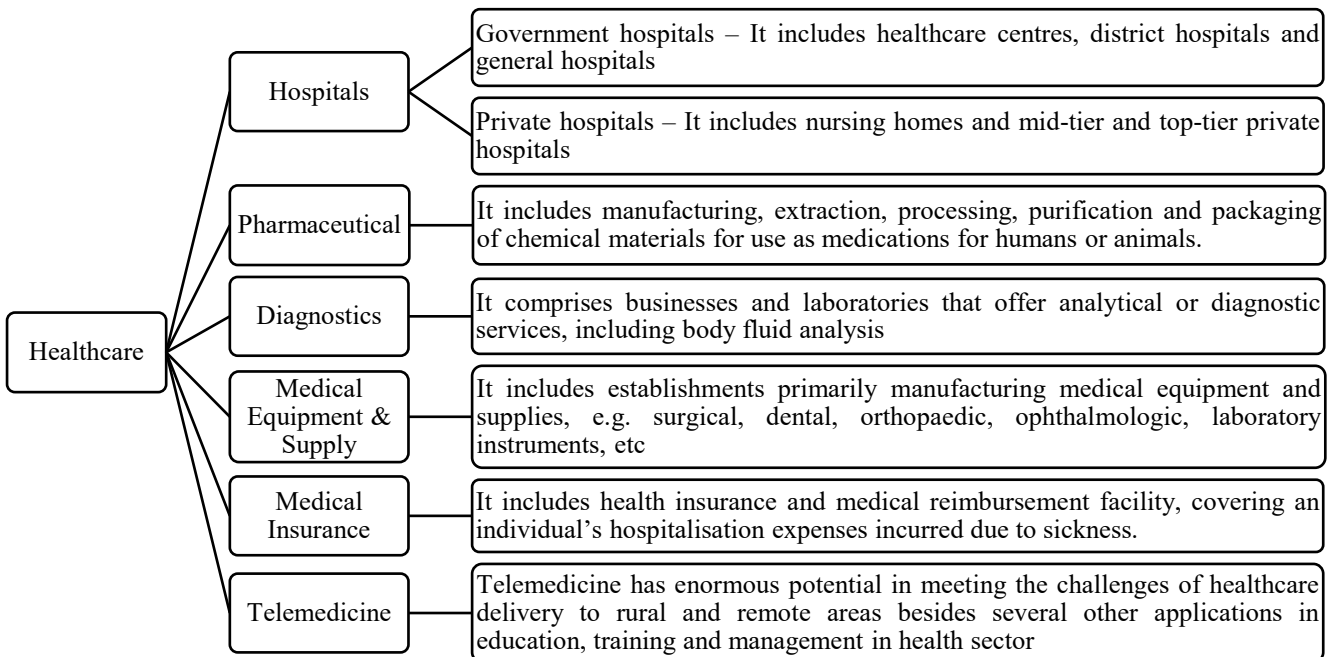 Healthcare
Hospitals
Government hospitals – It includes healthcare centres, district hospitals and
general hospitals
Private hospitals – It includes nursing homes and mid-tier and top-tier private
hospitals
Pharmaceutical
It includes manufacturing, extraction, processing, purification and packaging
of chemical materials for use as medications for humans or animals.
Diagnostics
It comprises businesses and laboratories that offer analytical or diagnostic
services, including body fluid analysis
Medical
Equipment &
Supply
It includes establishments primarily manufacturing medical equipment and
supplies, e.g. surgical, dental, orthopaedic, ophthalmologic, laboratory
instruments, etc
Medical
Insurance
It includes health insurance and medical reimbursement facility, covering an
individual’s hospitalisation expenses incurred due to sickness.
Telemedicine
Telemedicine has enormous potential in meeting the challenges of healthcare
delivery to rural and remote areas besides several other applications in
education, training and management in health sector